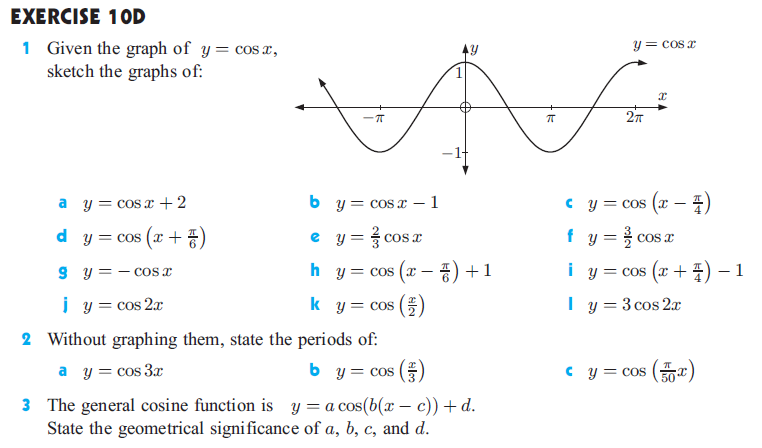 EXERCISE 10D
1 Given the graph of y = cos x,
sketch the graphs of:
y
y = cos x
1
x
−π
π
2π
−1
a y = cos x + 2 b y = cos x − 1 c y = cos (x − π/4)
d y = cos (x + π/6) e y = 2/3 cos x f y = 3/2 cos x
g y = − cos x h y = cos (x − π/6) + 1 i y = cos (x + π/4) − 1
j y = cos 2x k y = cos (x/2) l y = 3 cos 2x
2 Without graphing them, state the periods of:
a y = cos 3x b y = cos (x/3) c y = cos (π/50 x)
3 The general cosine function is y = a cos(b(x − c)) + d.
State the geometrical significance of a, b, c, and d.